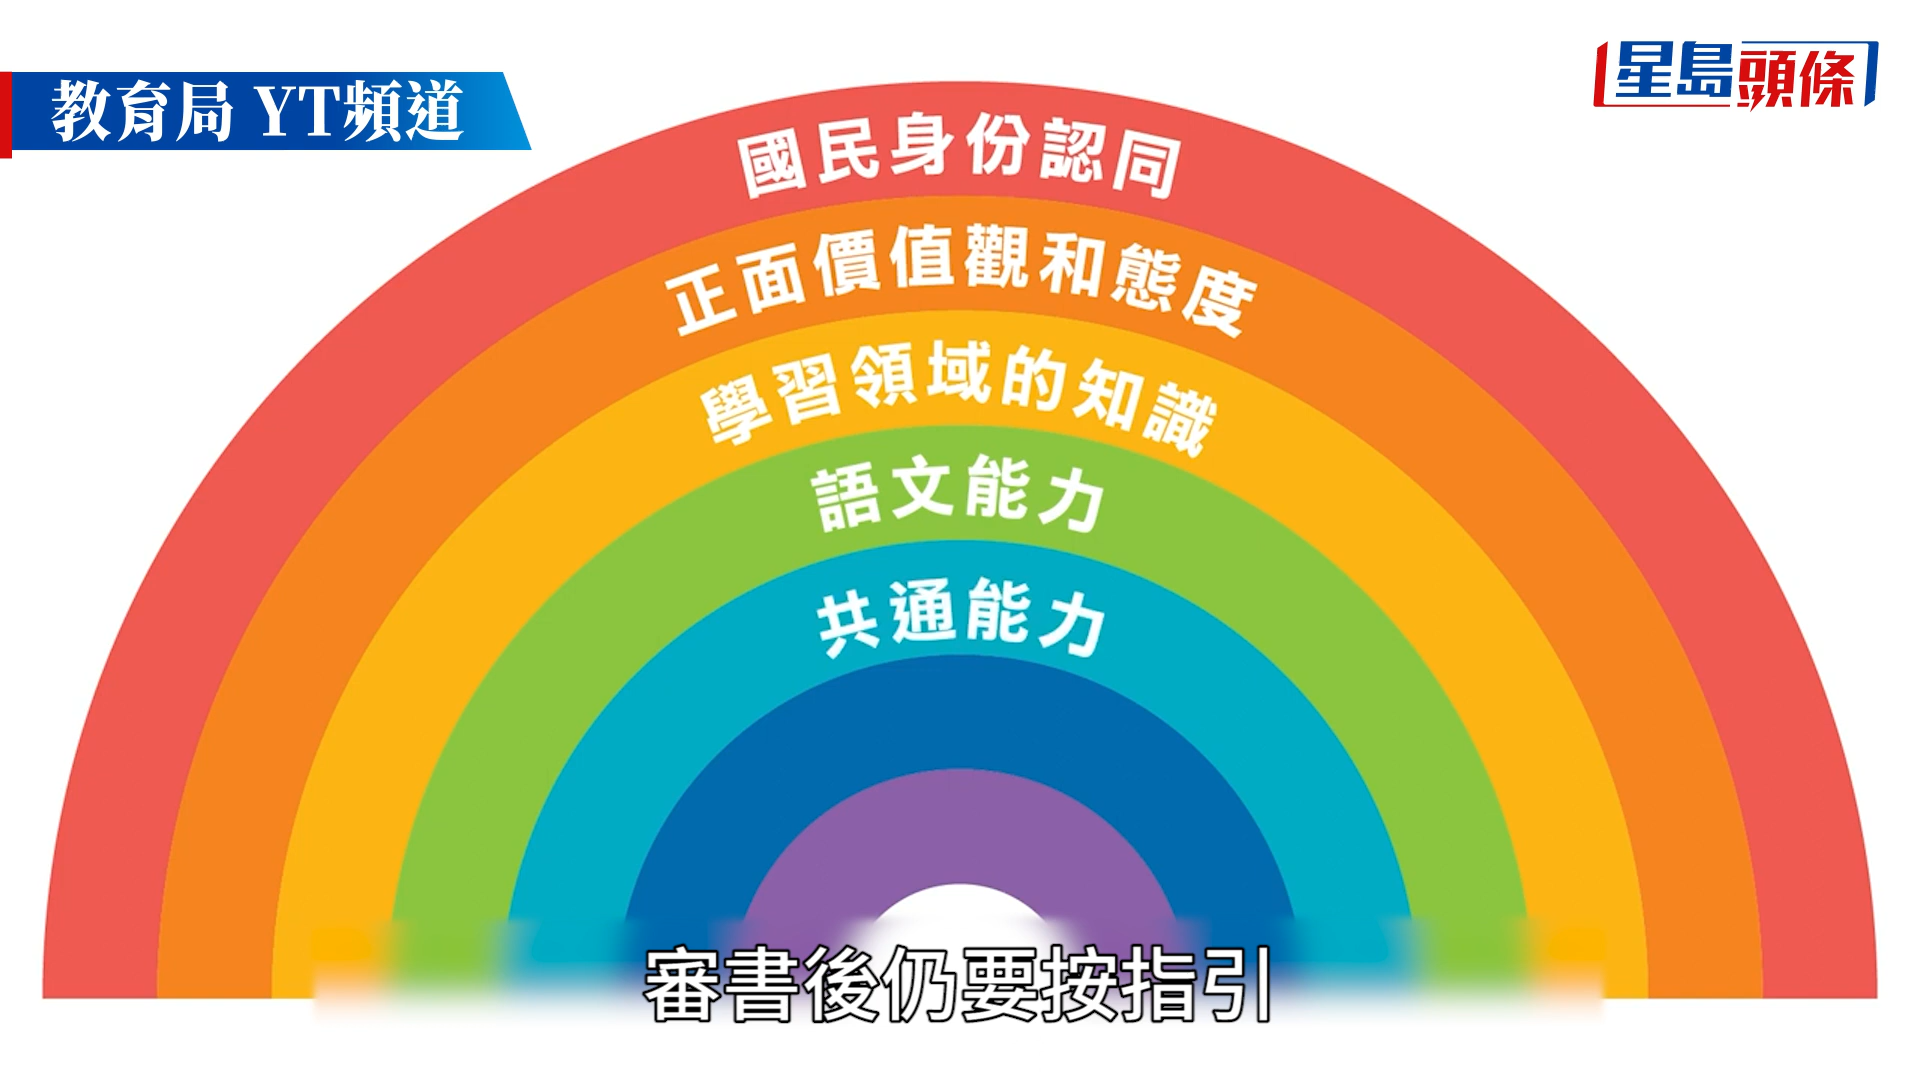 教育局 YT頻道
星島頭條
國民身份認同
正面價值觀和態度
學習領域的知識
語文能力
共通能力
審書後仍要按指引